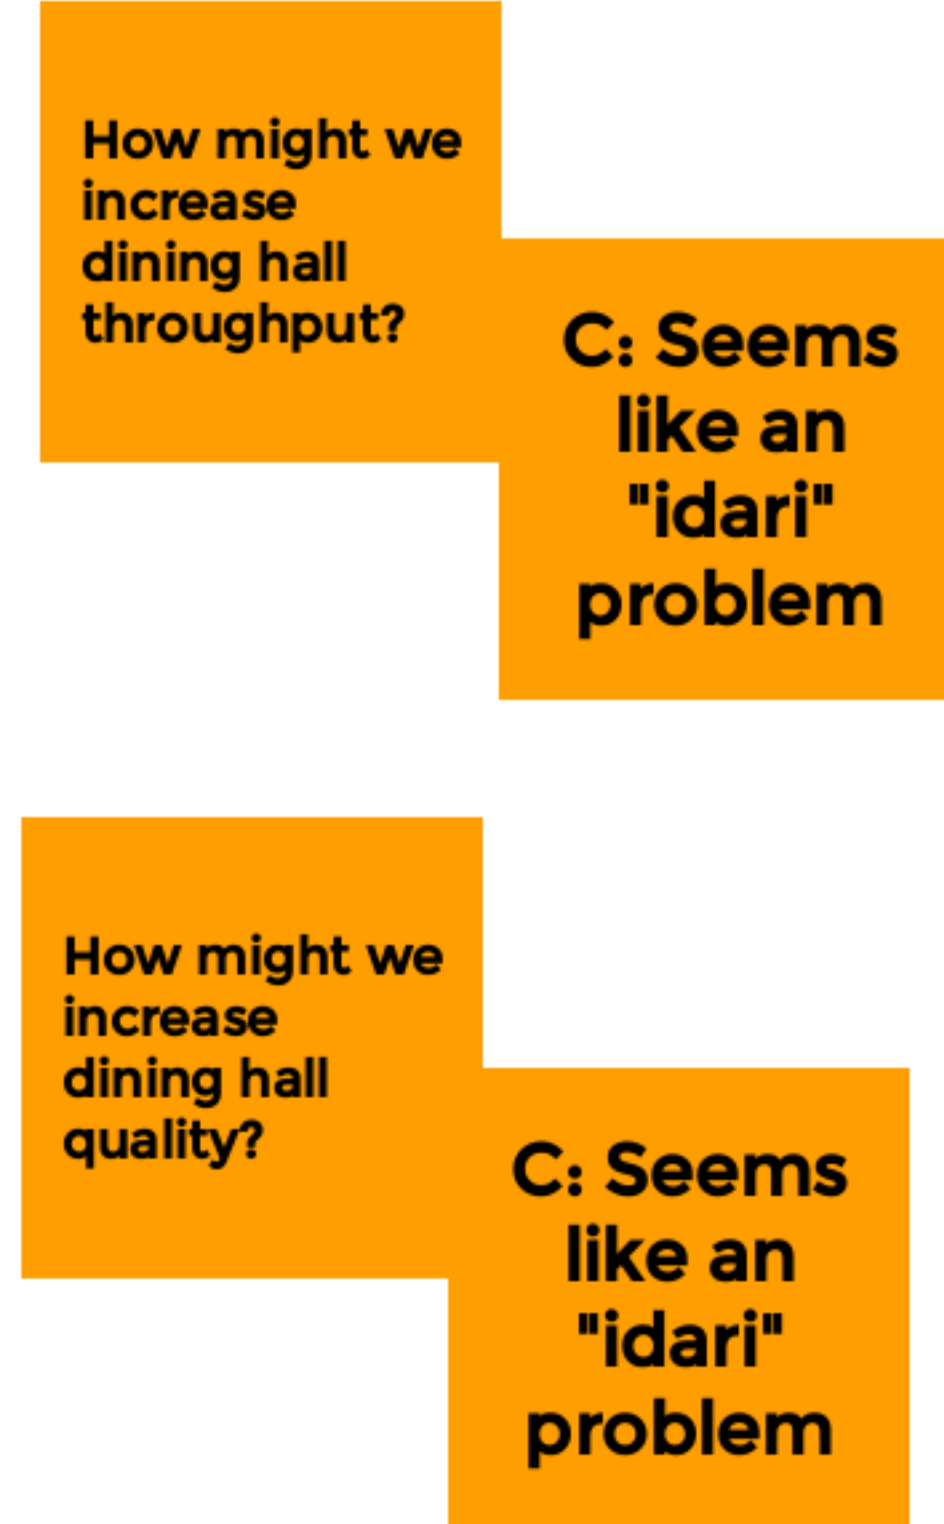 How might we
increase
dining hall
throughput?
C: Seems
like an
"idari"
problem
How might we
increase
dining hall
quality?
C: Seems
like an
"idari"
problem